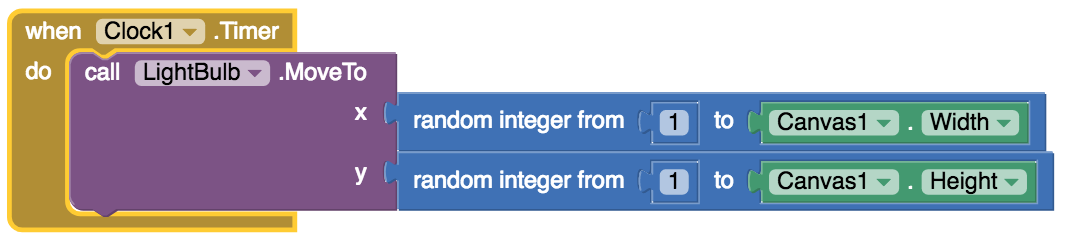 when Clock1 .Timer
do call LightBulb .MoveTo
x random integer from 1 to Canvas1 . Width
y random integer from 1 to Canvas1 . Height